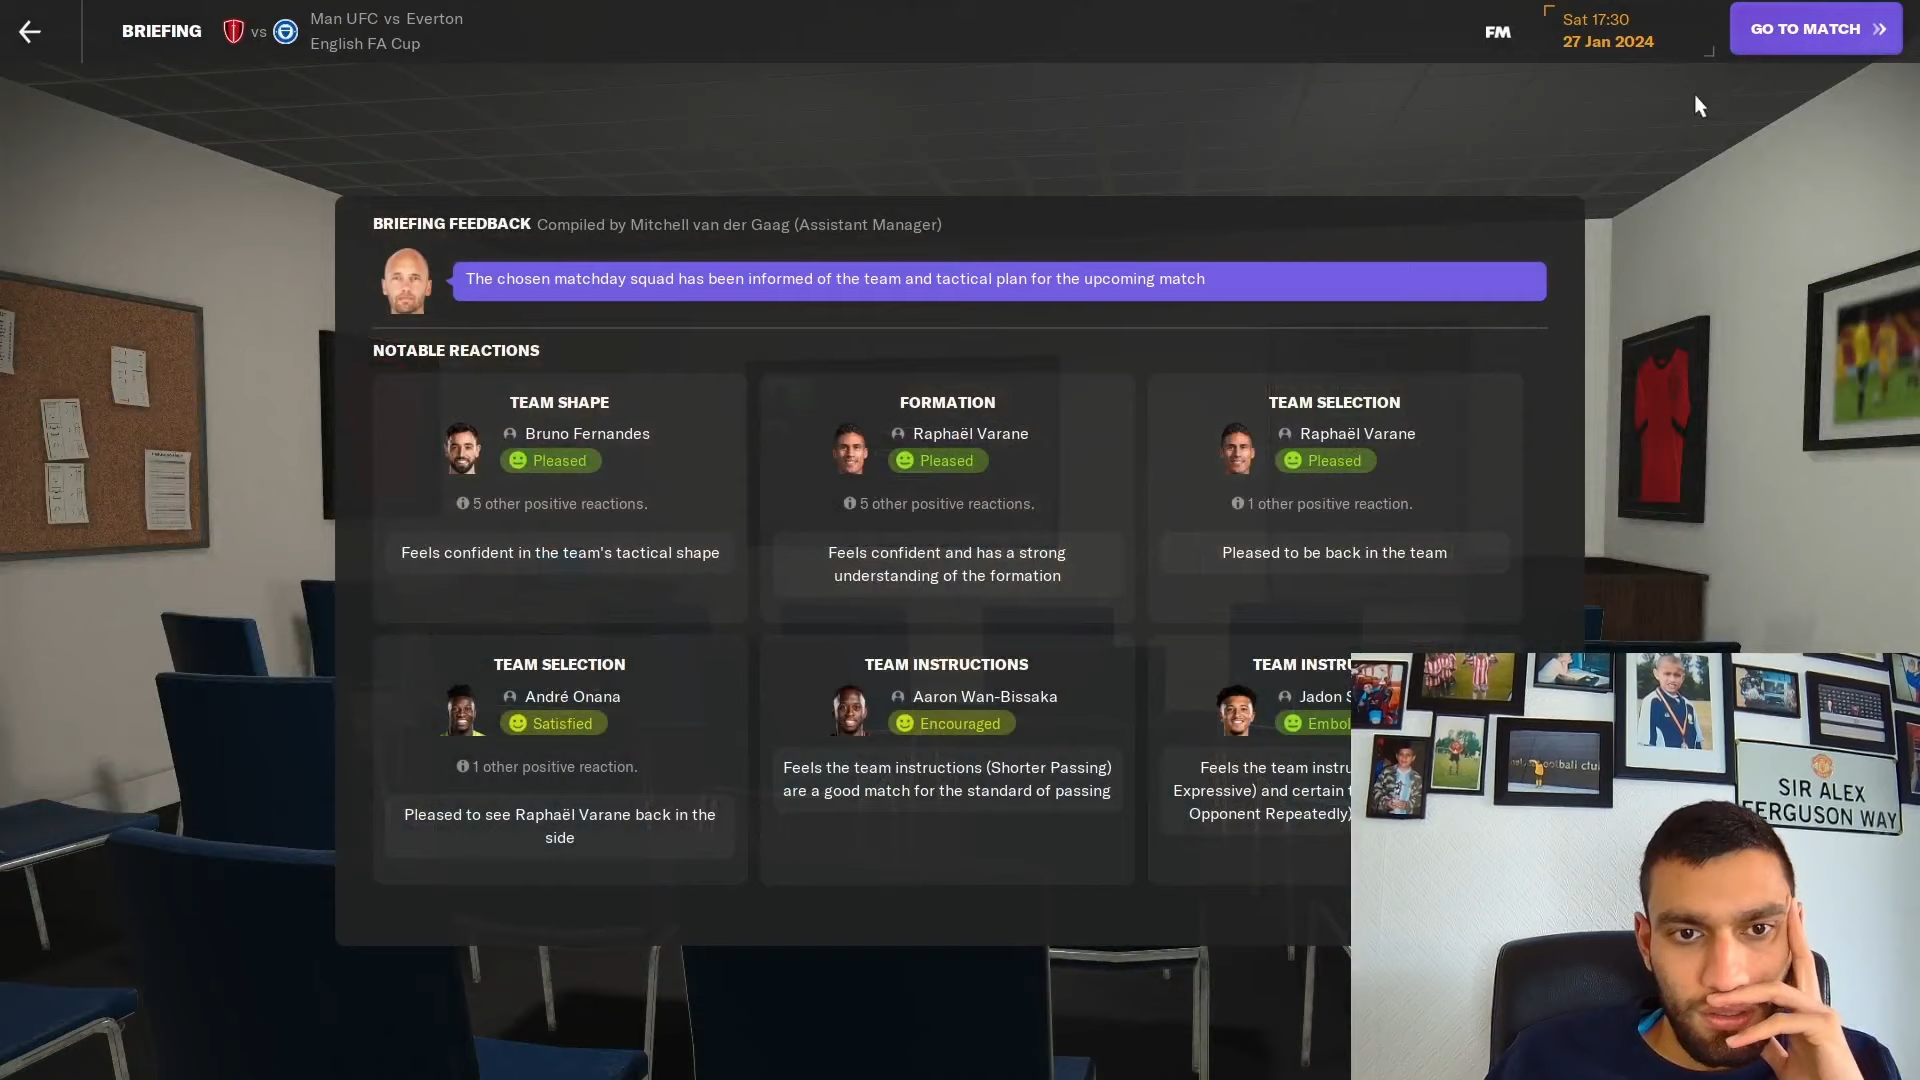 BRIEFING
vs
Man UFC vs Everton
English FA Cup
FM
Sat 17:30
27 Jan 2024
GO TO MATCH
BRIEFING FEEDBACK Compiled by Mitchell van der Gaag (Assistant Manager)
The chosen matchday squad has been informed of the team and tactical plan for the upcoming match
NOTABLE REACTIONS
TEAM SHAPE
Bruno Fernandes
Pleased
5 other positive reactions.
Feels confident in the team's tactical shape
FORMATION
Raphaël Varane
Pleased
5 other positive reactions.
Feels confident and has a strong
understanding of the formation
TEAM SELECTION
Raphaël Varane
Pleased
1 other positive reaction.
Pleased to be back in the team
TEAM SELECTION
André Onana
Satisfied
1 other positive reaction.
Pleased to see Raphaël Varane back in the
side
TEAM INSTRUCTIONS
Aaron Wan-Bissaka
Encouraged
Feels the team instructions (Shorter Passing)
are a good match for the standard of passing
TEAM INSTRU
Jadon S
Embol
Feels the team instru
Expressive) and certain t
Opponent Repeatedly)
SIR ALEX
FERGUSON WAY